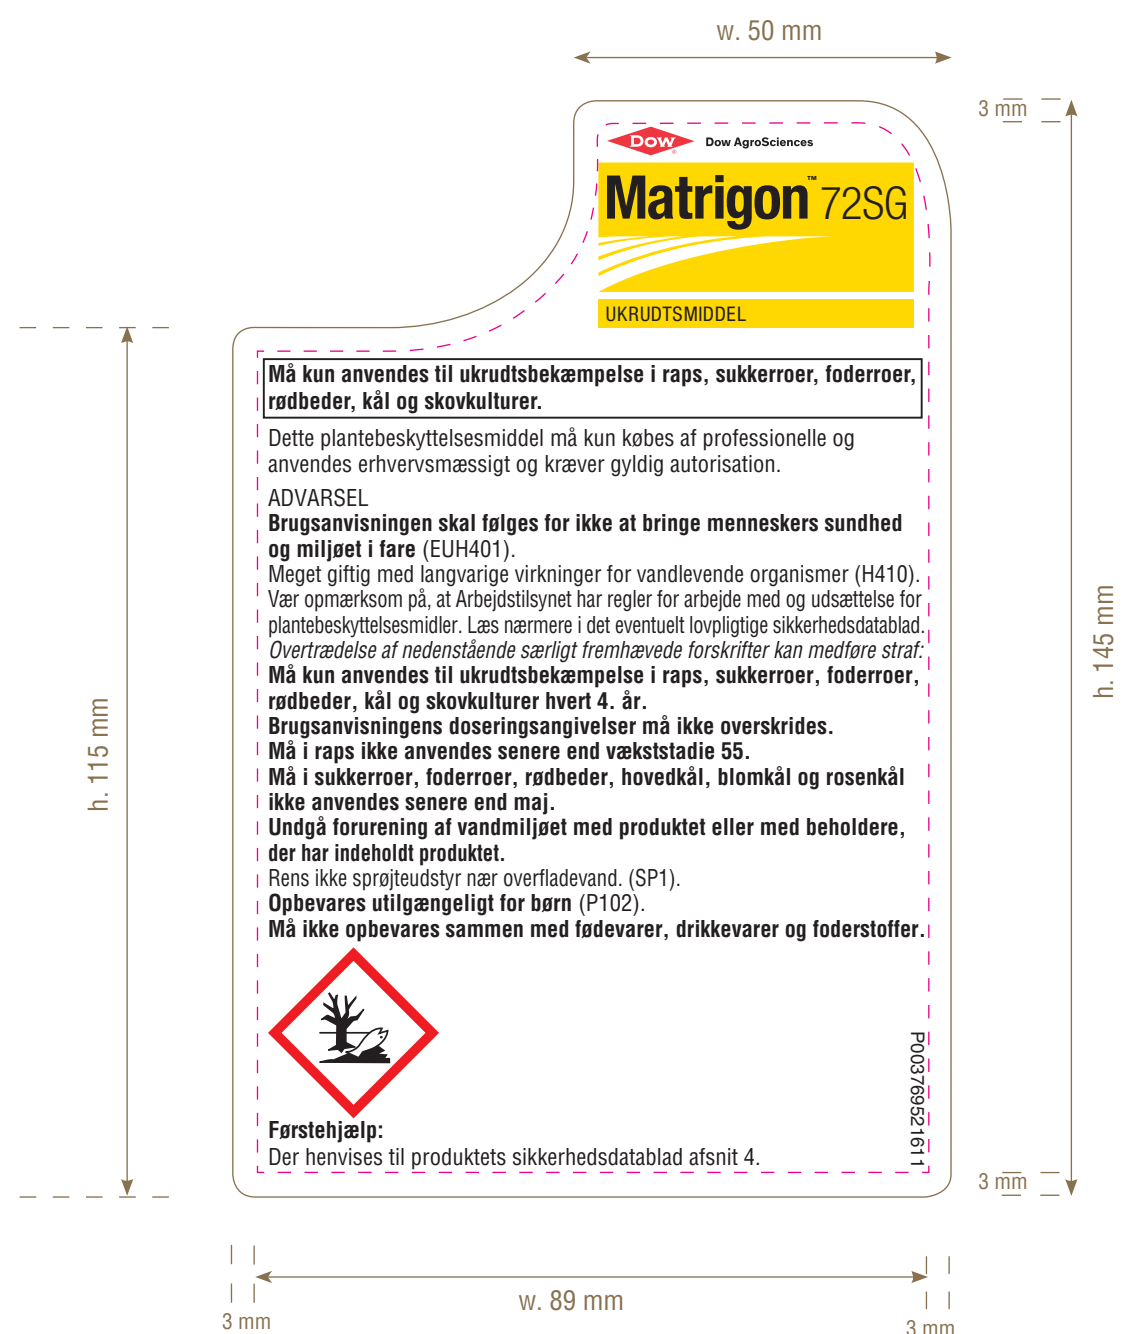 w. 50 mm
3 mm
Dow
Dow AgroSciences
Matrigon™ 72SG
UKRUDTSMIDDEL
Må kun anvendes til ukrudtsbekæmpelse i raps, sukkerroer, foderroer,
rødbeder, kål og skovkulturer.
Dette plantebeskyttelsesmiddel må kun købes af professionelle og
anvendes erhvervsmæssigt og kræver gyldig autorisation.
ADVARSEL
Brugsanvisningen skal følges for ikke at bringe menneskers sundhed
og miljøet i fare (EUH401).
Meget giftig med langvarige virkninger for vandlevende organismer (H410).
Vær opmærksom på, at Arbejdstilsynet har regler for arbejde med og udsættelse for
plantebeskyttelsesmidler. Læs nærmere i det eventuelt lovpligtige sikkerhedsdatablad.
Overtrædelse af nedenstående særligt fremhævede forskrifter kan medføre straf:
Må kun anvendes til ukrudtsbekæmpelse i raps, sukkerroer, foderroer,
rødbeder, kål og skovkulturer hvert 4. år.
Brugsanvisningens doseringsangivelser må ikke overskrides.
Må i raps ikke anvendes senere end vækststadie 55.
Må i sukkerroer, foderroer, rødbeder, hovedkål, blomkål og rosenkål
ikke anvendes senere end maj.
Undgå forurening af vandmiljøet med produktet eller med beholdere,
der har indeholdt produktet.
Rens ikke sprøjteudstyr nær overfladevand. (SP1).
Opbevares utilgængeligt for børn (P102).
Må ikke opbevares sammen med fødevarer, drikkevarer og foderstoffer.
Førstehjælp:
Der henvises til produktets sikkerhedsdatablad afsnit 4.
P003769521611
h. 115 mm
h. 145 mm
3 mm
w. 89 mm
3 mm
3 mm